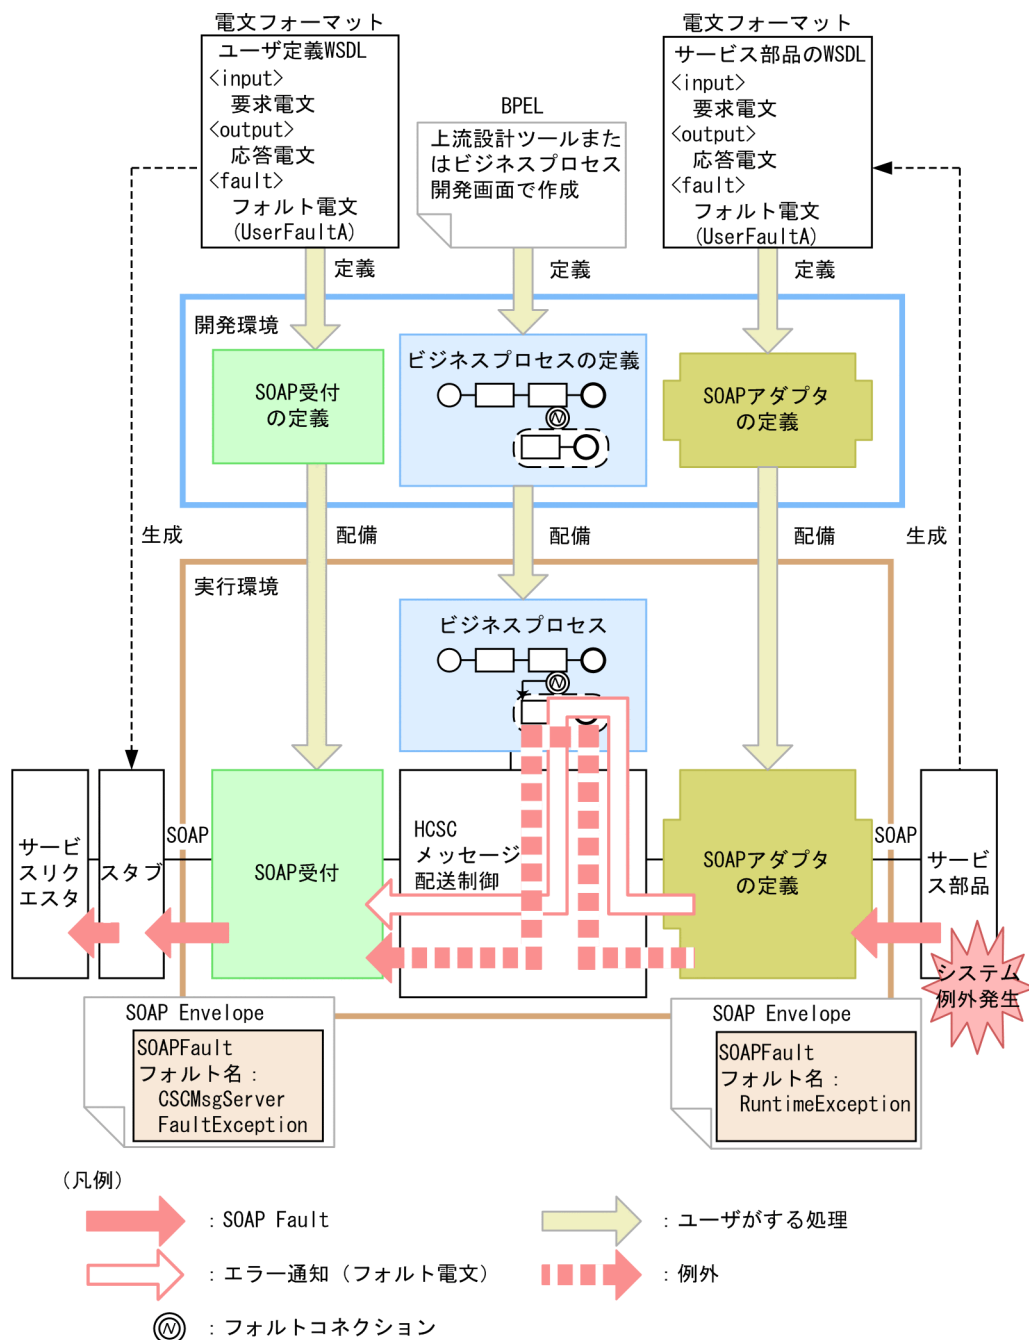 電文フォーマット
ユーザ定義WSDL
<input>
要求電文
<output>
応答電文
<fault>
フォルト電文
(UserFaultA)
BPEL
上流設計ツールまた
はビジネスプロセス
開発画面で作成
電文フォーマット
サービス部品のWSDL
<input>
要求電文
<output>
応答電文
<fault>
フォルト電文
(UserFaultA)
定義
定義
定義
開発環境
SOAP受付
の定義
ビジネスプロセスの定義
SOAPアダプタ
の定義
生成
配備
配備
配備
生成
実行環境
ビジネスプロセス
サービ
スリク
エスタ
スタブ
SOAP
SOAP受付
HCSC
メッセージ
配送制御
SOAPアダプタ
の定義
SOAP
サービ
ス部品
システム
例外発生
SOAP Envelope
SOAPFault
フォルト名：
CSCMsgServer
FaultException
SOAP Envelope
SOAPFault
フォルト名：
RuntimeException
（凡例）
：SOAP Fault
：ユーザがする処理
：エラー通知（フォルト電文）
：例外
：フォルトコネクション